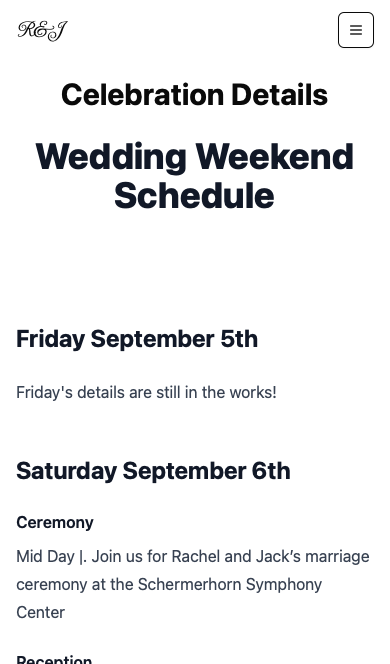 R&J
Celebration Details
Wedding Weekend
Schedule
Friday September 5th
Friday's details are still in the works!
Saturday September 6th
Ceremony
Mid Day |. Join us for Rachel and Jack’s marriage
ceremony at the Schermerhorn Symphony
Center
Reception